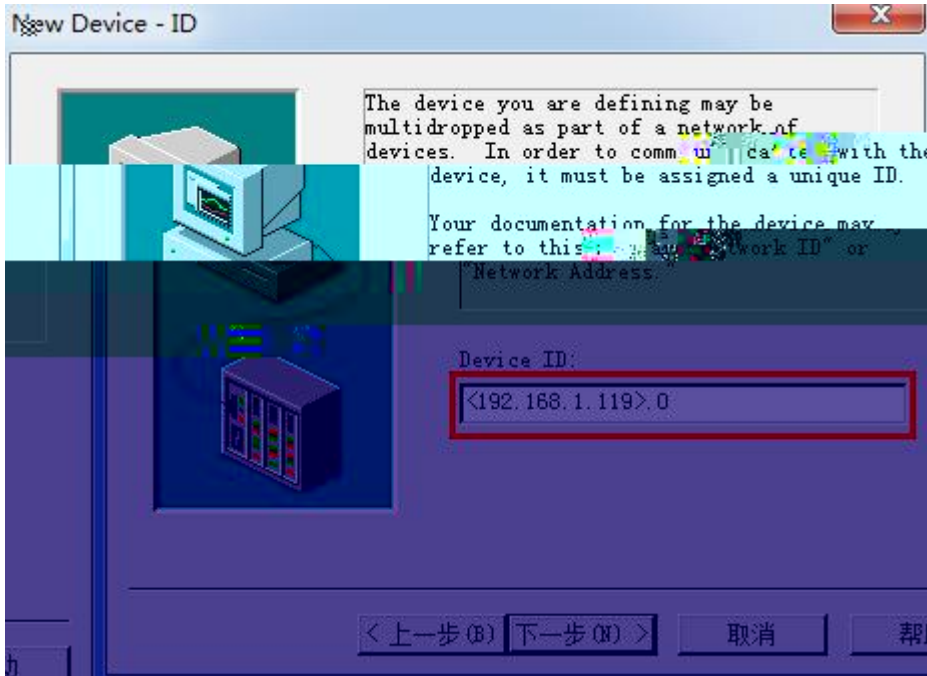 New Device - ID
The device you are defining may be
multidropped as part of a network of
devices. In order to with the
device, it must be assigned a unique ID.
Your documentation for the device may
refer to this ID" or
"Network Address."
Device ID:
<192.168.1.119>.0
< 上一步(B) 下一步(N) > 取消